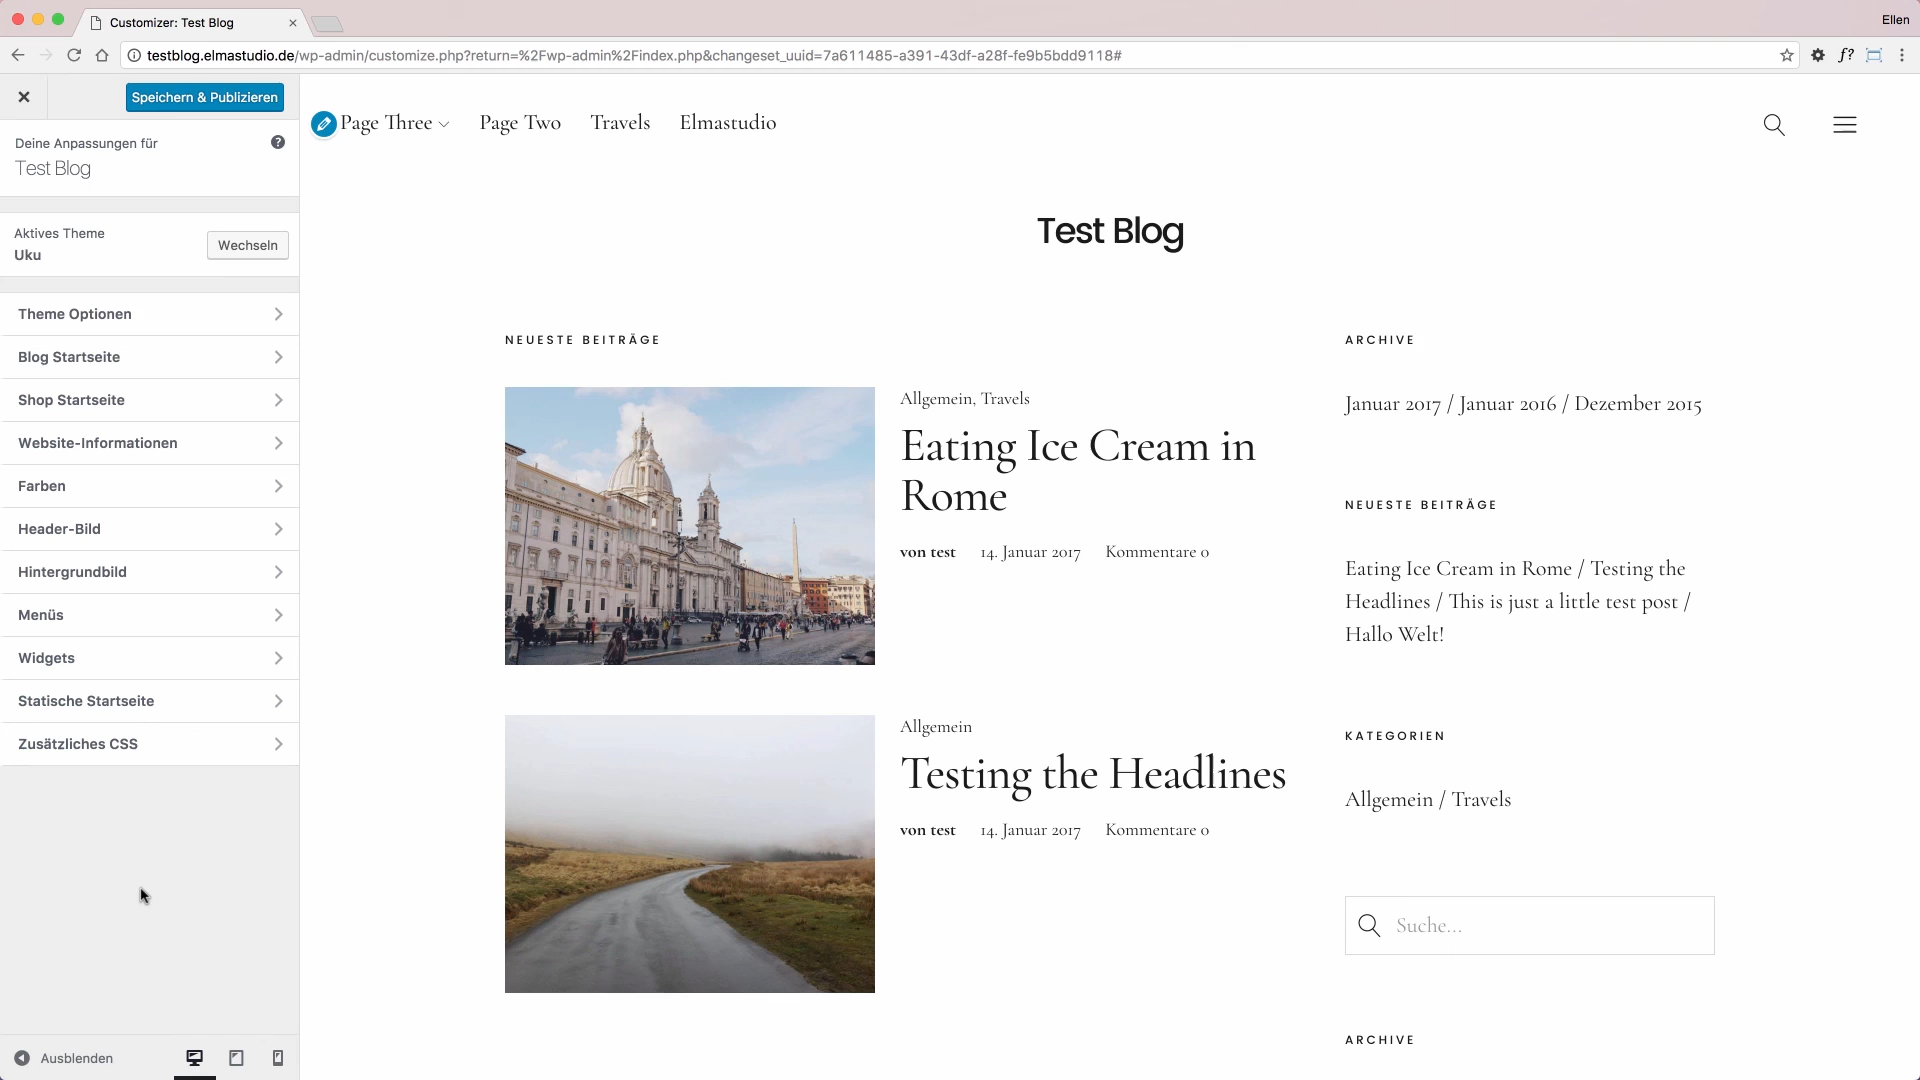 Customizer: Test Blog
Ellen
testblog.elmastudio.de/wp-admin/customize.php?return=%2Fwp-admin%2Findex.php&changeset_uuid=7a611485-a391-43df-a28f-fe9b5bdd9118#
f?
Speichern & Publizieren
Deine Anpassungen für
Test Blog
Aktives Theme
Uku
Wechseln
Theme Optionen
Blog Startseite
Shop Startseite
Website-Informationen
Farben
Header-Bild
Hintergrundbild
Menüs
Widgets
Statische Startseite
Zusätzliches CSS
Ausblenden
Page Three Page Two Travels Elmastudio
Test Blog
NEUESTE BEITRÄGE
Allgemein, Travels
Eating Ice Cream in
Rome
von test 14. Januar 2017 Kommentare 0
Allgemein
Testing the Headlines
von test 14. Januar 2017 Kommentare 0
ARCHIVE
Januar 2017 / Januar 2016 / Dezember 2015
NEUESTE BEITRÄGE
Eating Ice Cream in Rome / Testing the
Headlines / This is just a little test post /
Hallo Welt!
KATEGORIEN
Allgemein / Travels
Suche...
ARCHIVE